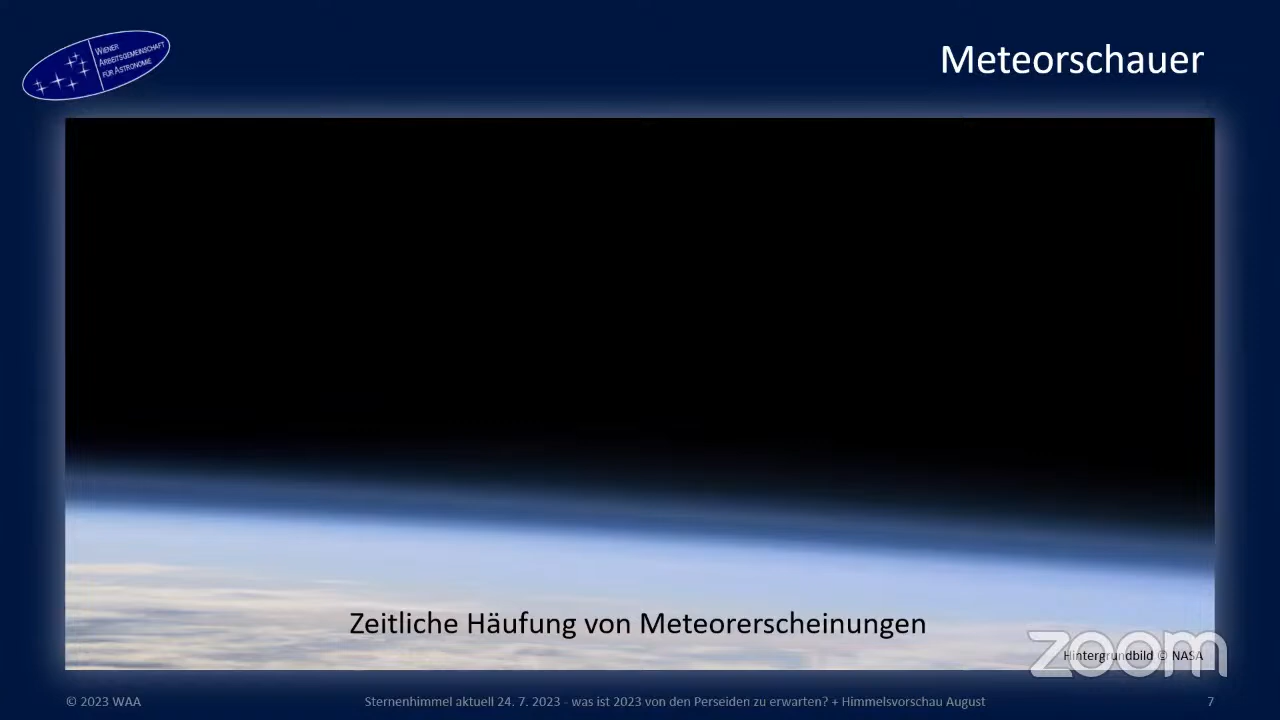 WIENER
ARBEITSGEMEINSCHAFT
FÜR ASTRONOMIE
Meteorschauer
Zeitliche Häufung von Meteorerscheinungen
zoom
Hintergrundbild © NASA
© 2023 WAA
Sternenhimmel aktuell 24. 7. 2023 - was ist 2023 von den Perseiden zu erwarten? + Himmelsvorschau August
7